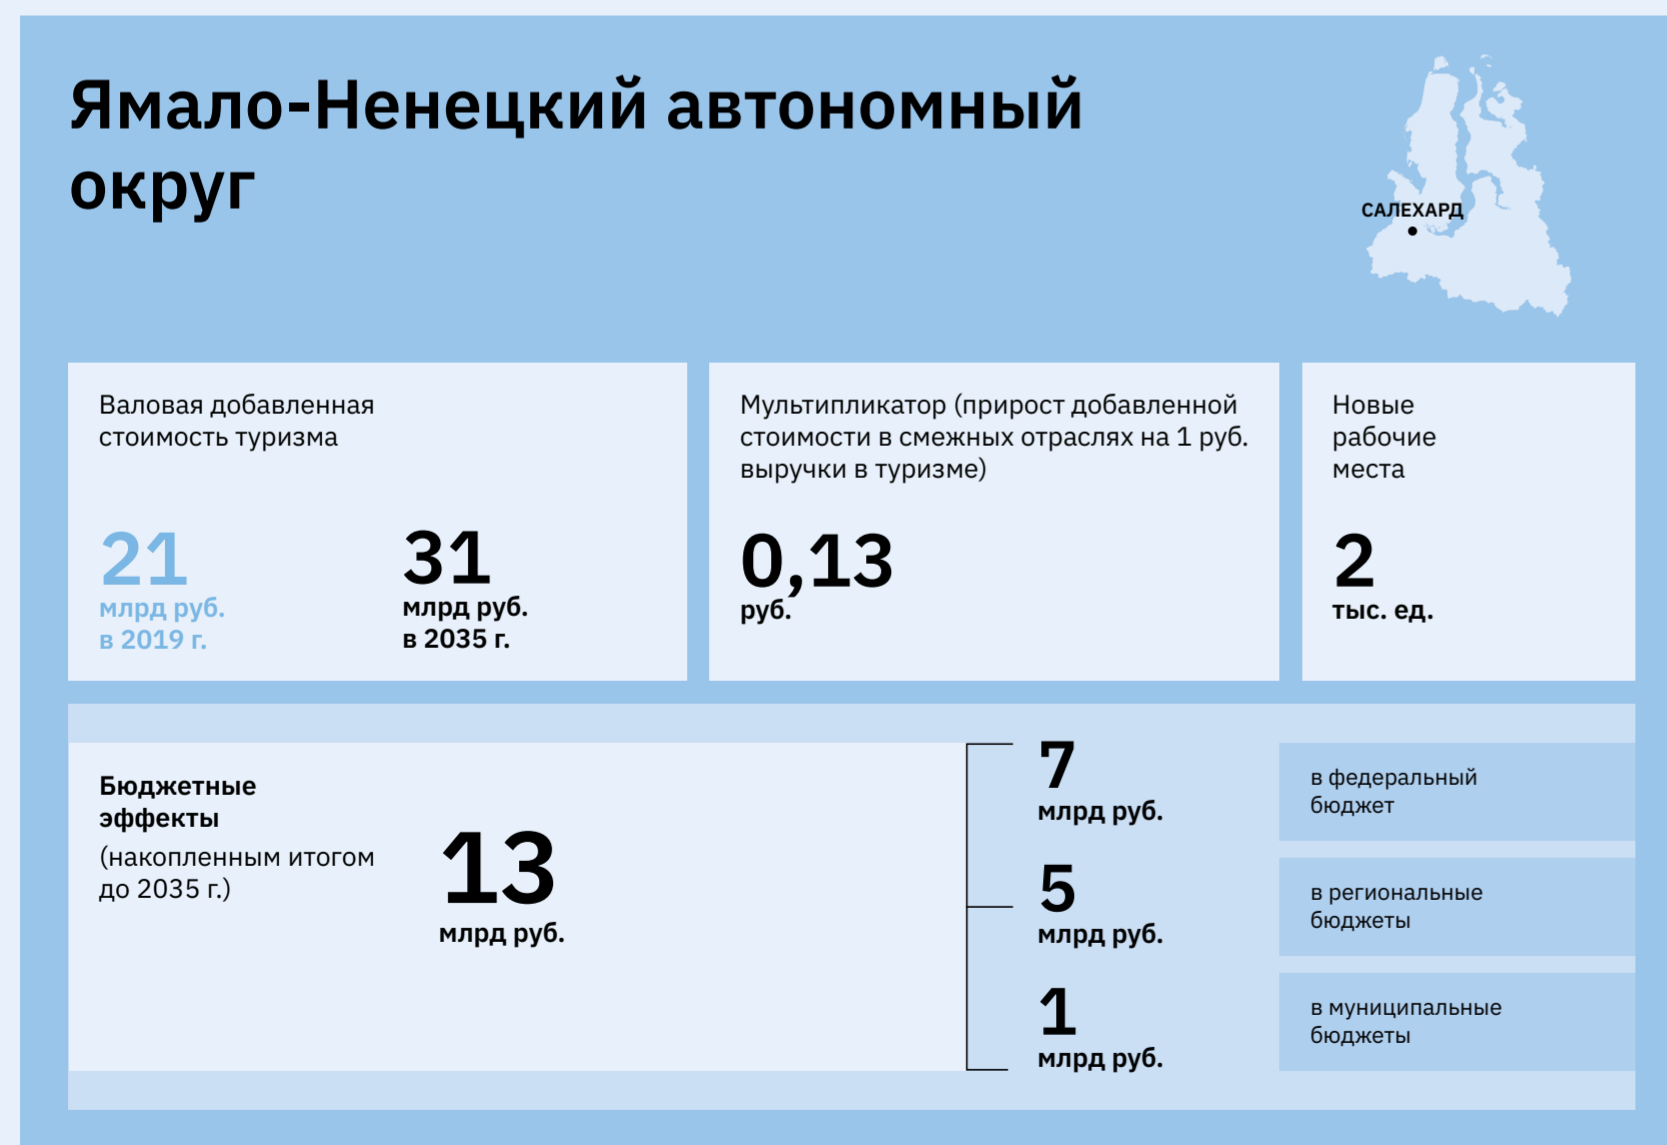 Ямало-Ненецкий автономный
округ
САЛЕХАРД
Валовая добавленная
стоимость туризма
21
млрд руб.
в 2019 г.
31
млрд руб.
в 2035 г.
Мультипликатор (прирост добавленной
стоимости в смежных отраслях на 1 руб.
выручки в туризме)
0,13
руб.
Новые
рабочие
места
2
тыс. ед.
Бюджетные
эффекты
(накопленным итогом
до 2035 г.)
13
млрд руб.
7
млрд руб.
в федеральный
бюджет
5
млрд руб.
в региональные
бюджеты
1
млрд руб.
в муниципальные
бюджеты